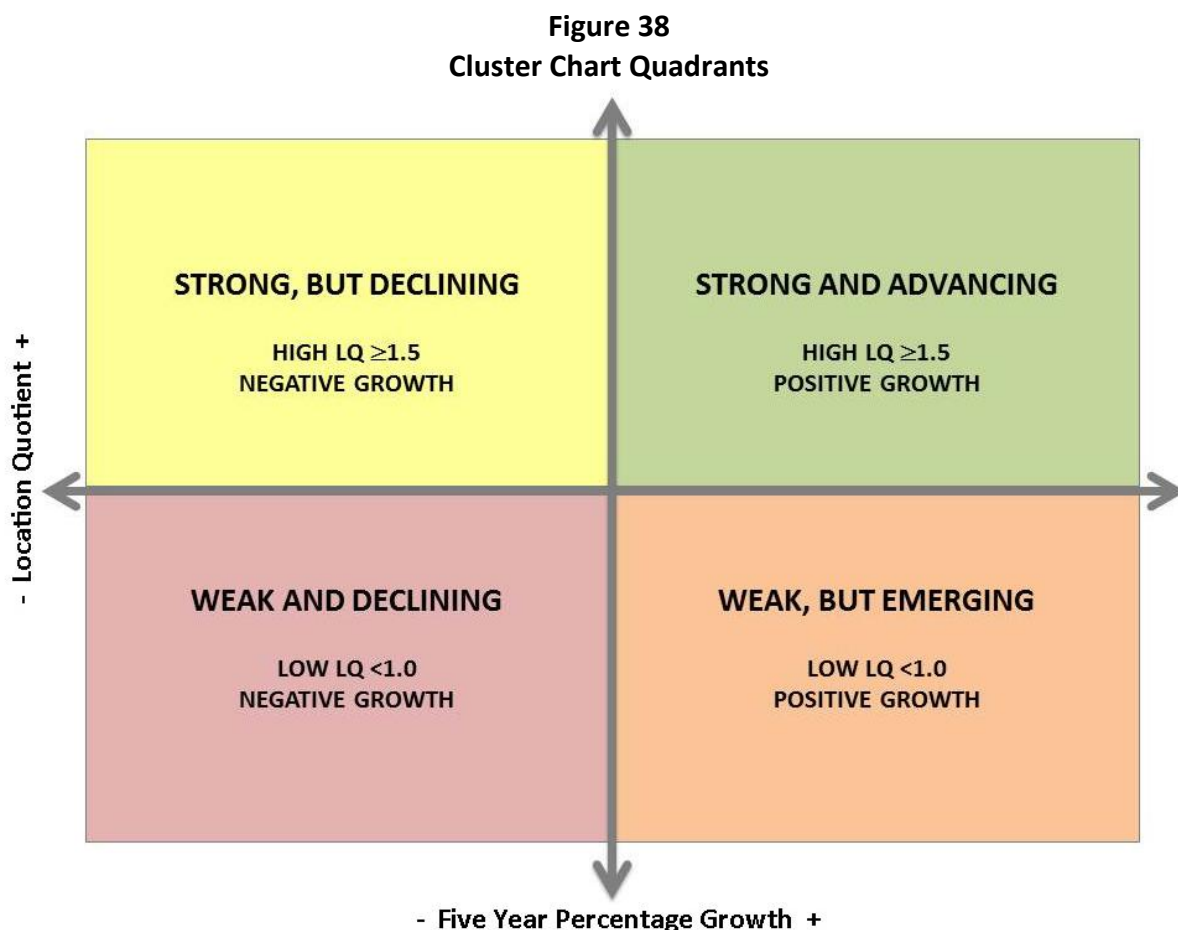 Figure 38
Cluster Chart Quadrants
STRONG, BUT DECLINING
HIGH LQ ≥1.5
NEGATIVE GROWTH
STRONG AND ADVANCING
HIGH LQ ≥1.5
POSITIVE GROWTH
- Location Quotient +
WEAK AND DECLINING
LOW LQ <1.0
NEGATIVE GROWTH
WEAK, BUT EMERGING
LOW LQ <1.0
POSITIVE GROWTH
- Five Year Percentage Growth +